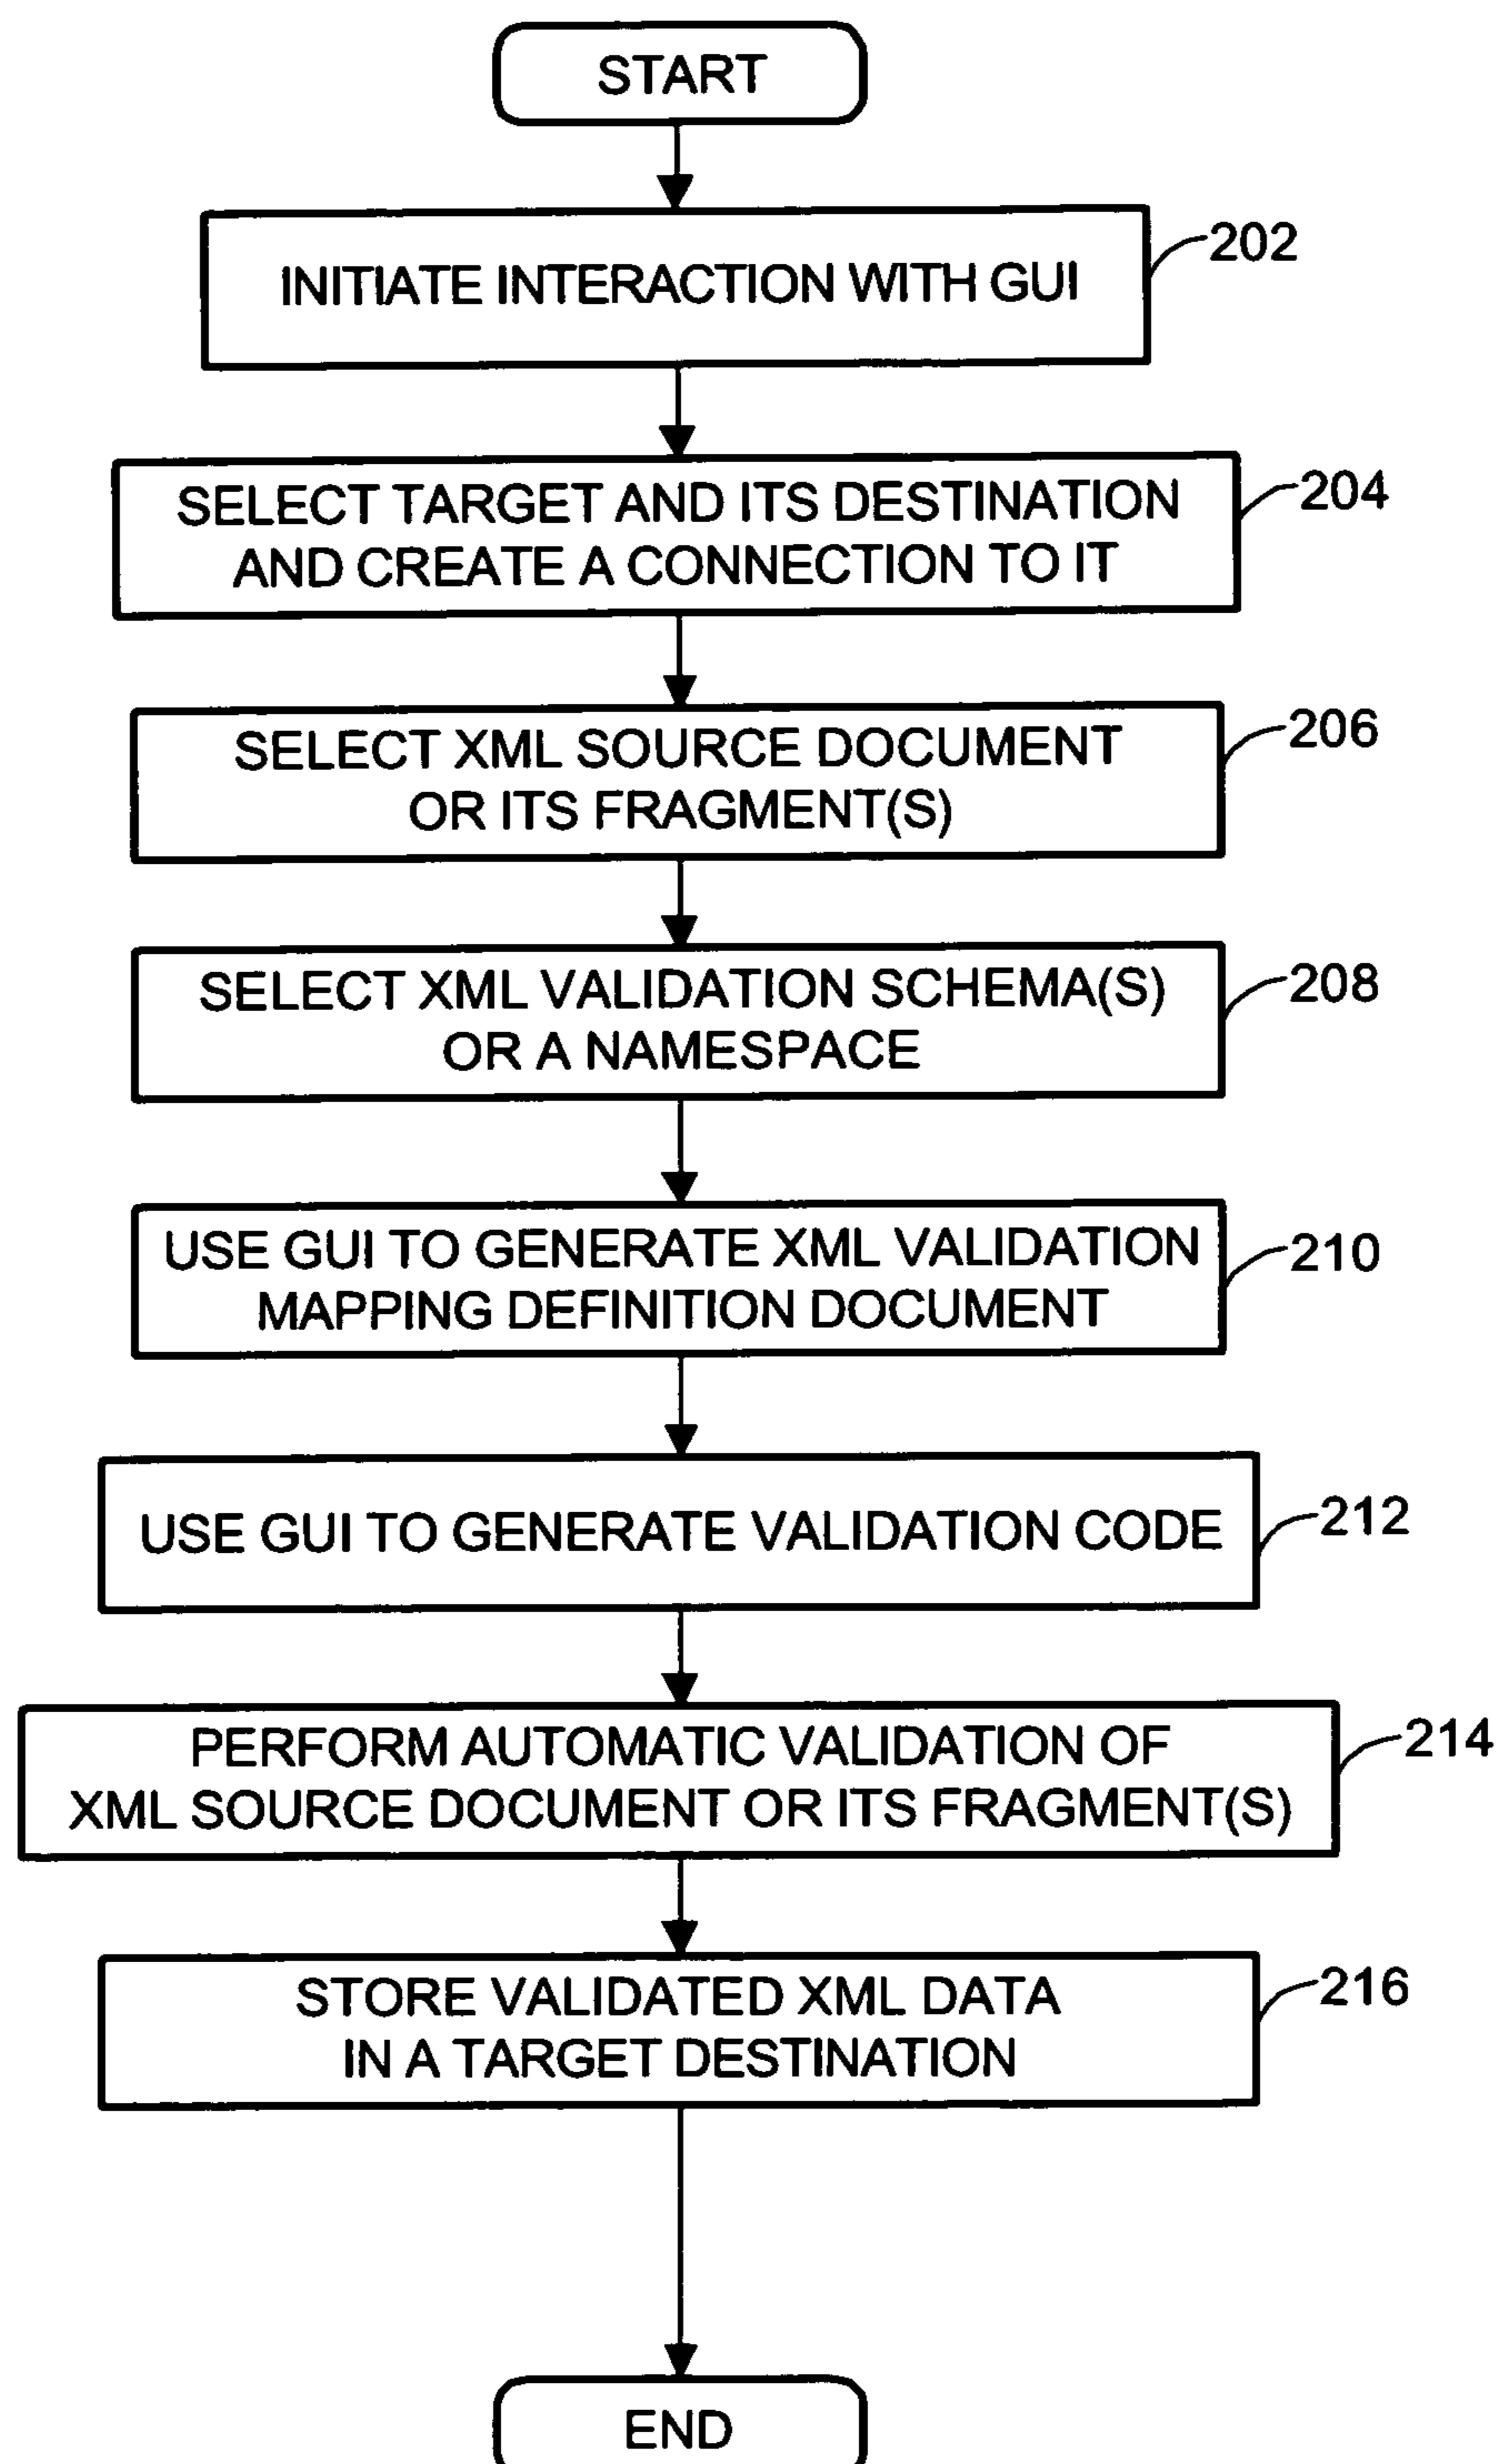 START
INITIATE INTERACTION WITH GUI
202
SELECT TARGET AND ITS DESTINATION
AND CREATE A CONNECTION TO IT
204
SELECT XML SOURCE DOCUMENT
OR ITS FRAGMENT(S)
206
SELECT XML VALIDATION SCHEMA(S)
OR A NAMESPACE
208
USE GUI TO GENERATE XML VALIDATION
MAPPING DEFINITION DOCUMENT
210
USE GUI TO GENERATE VALIDATION CODE
212
PERFORM AUTOMATIC VALIDATION OF
XML SOURCE DOCUMENT OR ITS FRAGMENT(S)
214
STORE VALIDATED XML DATA
IN A TARGET DESTINATION
216
END